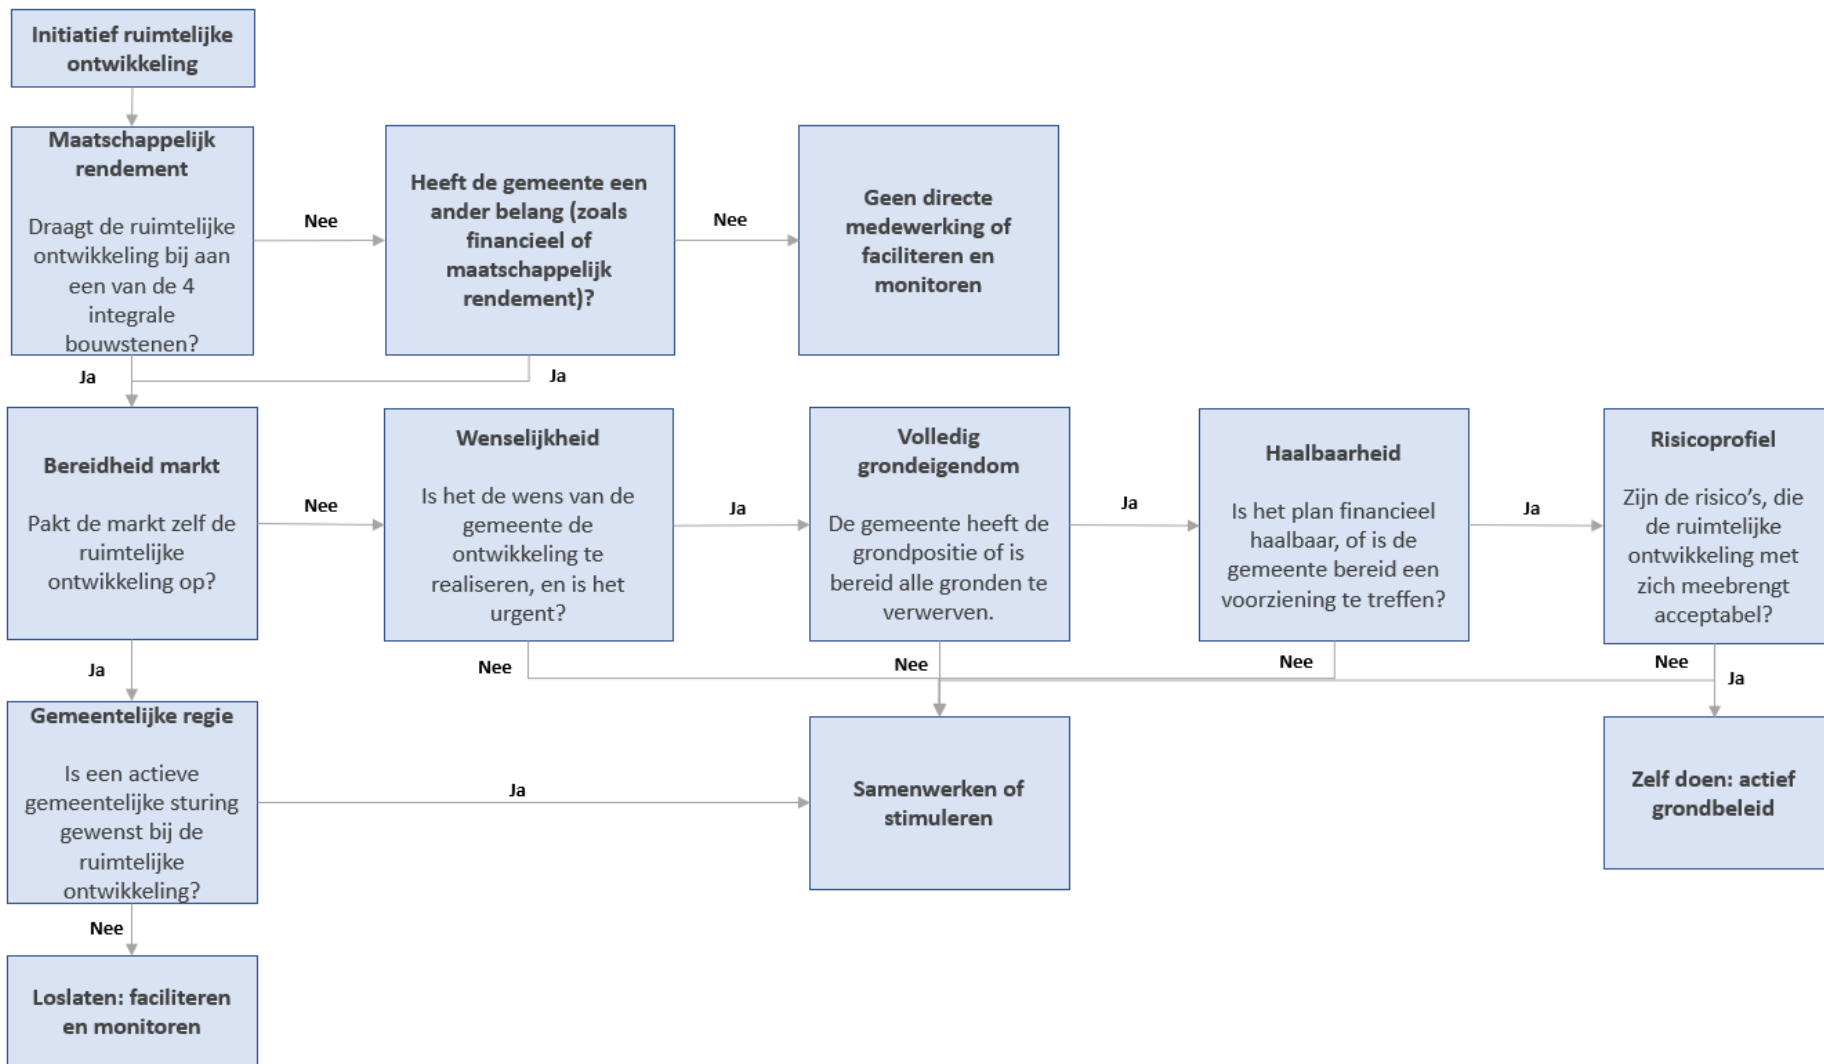 Initiatief ruimtelijke
ontwikkeling
Maatschappelijk
rendement
Draagt de ruimtelijke
ontwikkeling bij aan
een van de 4
integrale
bouwstenen?
Nee
Heeft de gemeente een
ander belang (zoals
financieel of
maatschappelijk
rendement)?
Nee
Geen directe
medewerking of
faciliteren en
monitoren
Ja
Ja
Bereidheid markt
Pakt de markt zelf de
ruimtelijke
ontwikkeling op?
Nee
Wenselijkheid
Is het de wens van de
gemeente de
ontwikkeling te
realiseren, en is het
urgent?
Ja
Volledig
grondeigendom
De gemeente heeft de
grondpositie of is
bereid alle gronden te
verwerven.
Ja
Haalbaarheid
Is het plan financieel
haalbaar, of is de
gemeente bereid een
voorziening te treffen?
Ja
Risicoprofiel
Zijn de risico's, die
de ruimtelijke
ontwikkeling met
zich meebrengt
acceptabel?
Ja
Nee
Nee
Nee
Nee
Ja
Gemeentelijke regie
Is een actieve
gemeentelijke sturing
gewenst bij de
ruimtelijke
ontwikkeling?
Ja
Samenwerken of
stimuleren
Zelf doen: actief
grondbeleid
Nee
Loslaten: faciliteren
en monitoren